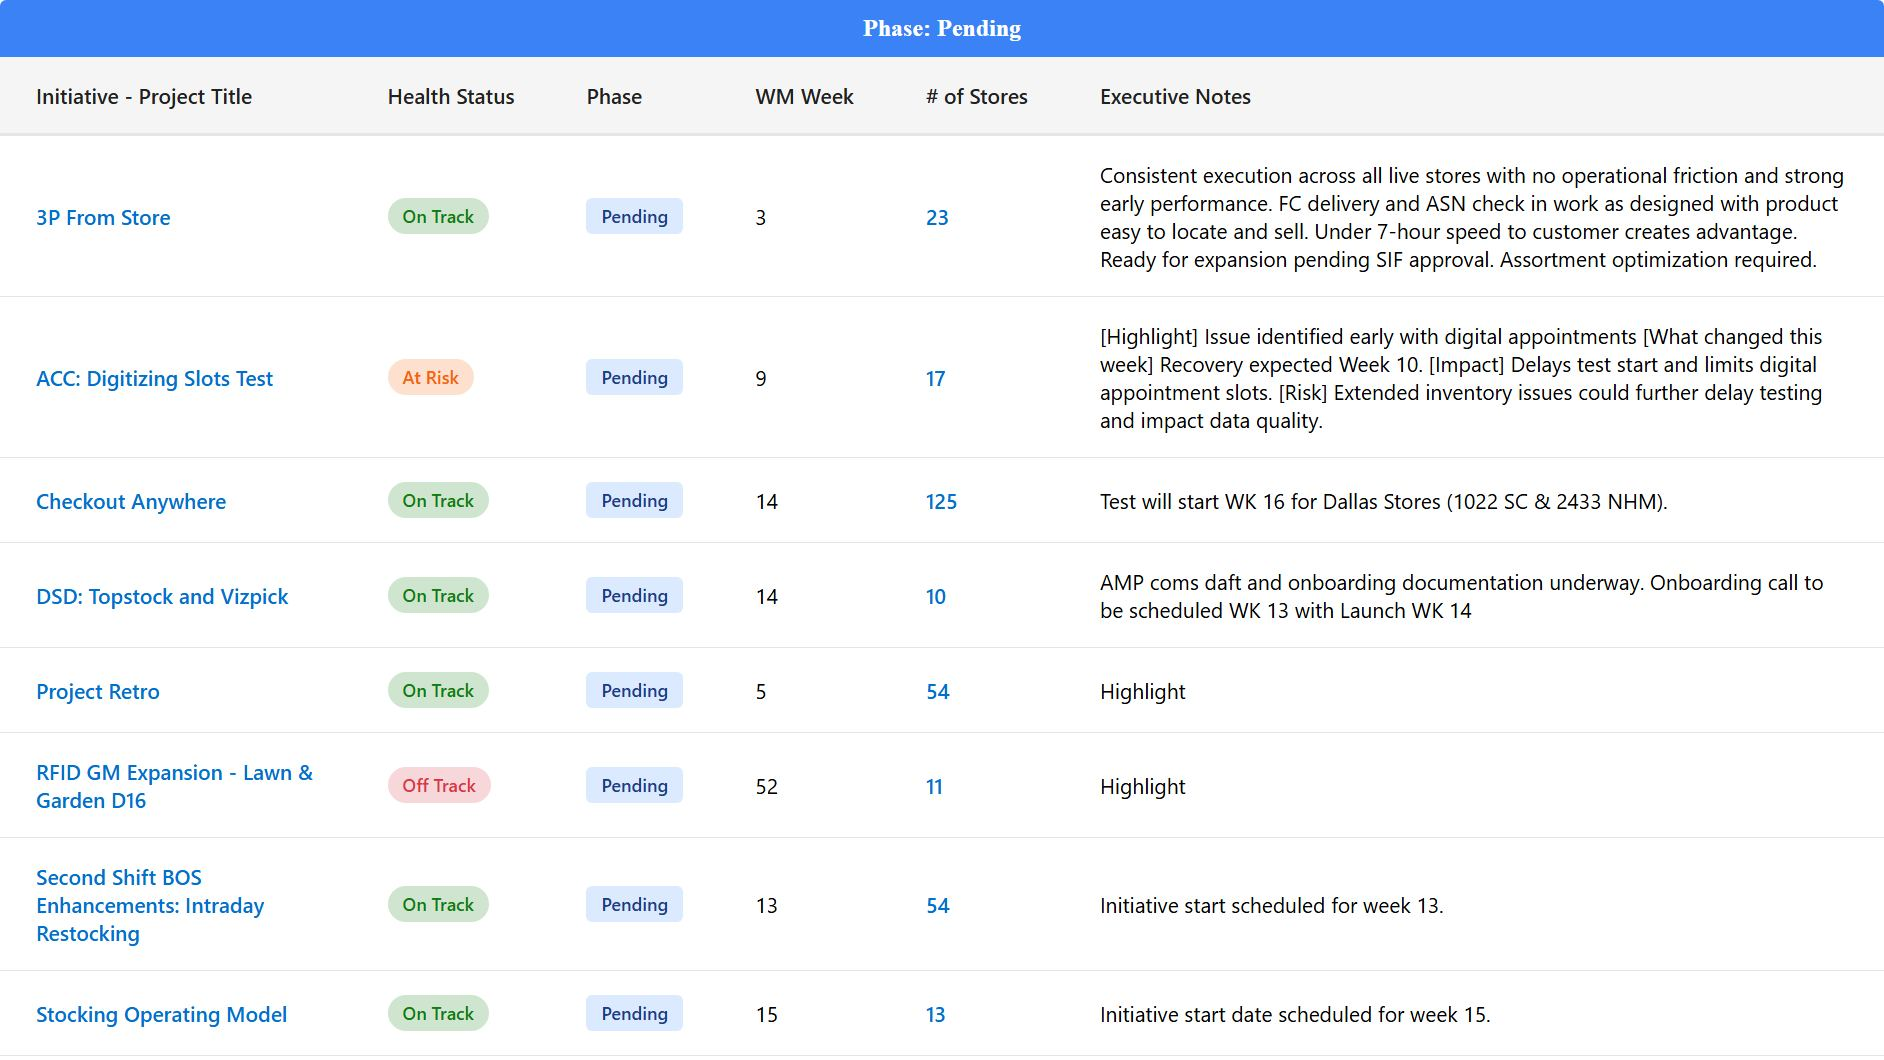 Phase: Pending
Initiative - Project Title Health Status Phase WM Week # of Stores Executive Notes
3P From Store On Track Pending 3 23
Consistent execution across all live stores with no operational friction and strong
early performance. FC delivery and ASN check in work as designed with product
easy to locate and sell. Under 7-hour speed to customer creates advantage.
Ready for expansion pending SIF approval. Assortment optimization required.
ACC: Digitizing Slots Test At Risk Pending 9 17
[Highlight] Issue identified early with digital appointments [What changed this
week] Recovery expected Week 10. [Impact] Delays test start and limits digital
appointment slots. [Risk] Extended inventory issues could further delay testing
and impact data quality.
Checkout Anywhere On Track Pending 14 125 Test will start WK 16 for Dallas Stores (1022 SC & 2433 NHM).
DSD: Topstock and Vizpick On Track Pending 14 10
AMP coms daft and onboarding documentation underway. Onboarding call to
be scheduled WK 13 with Launch WK 14
Project Retro On Track Pending 5 54 Highlight
RFID GM Expansion - Lawn &
Garden D16
Off Track Pending 52 11 Highlight
Second Shift BOS
Enhancements: Intraday
Restocking
On Track Pending 13 54 Initiative start scheduled for week 13.
Stocking Operating Model On Track Pending 15 13 Initiative start date scheduled for week 15.